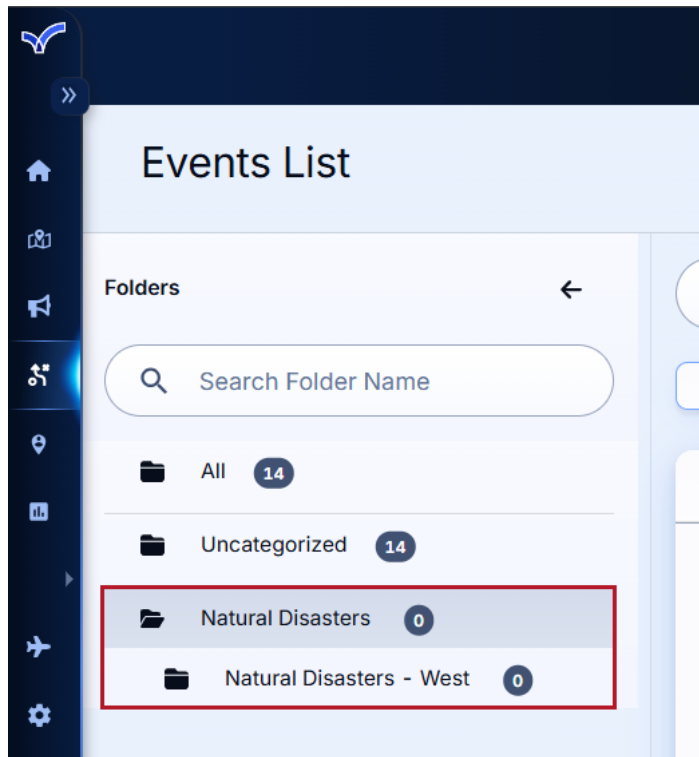 Events List
Folders
Search Folder Name
All 14
Uncategorized 14
Natural Disasters 0
Natural Disasters - West 0